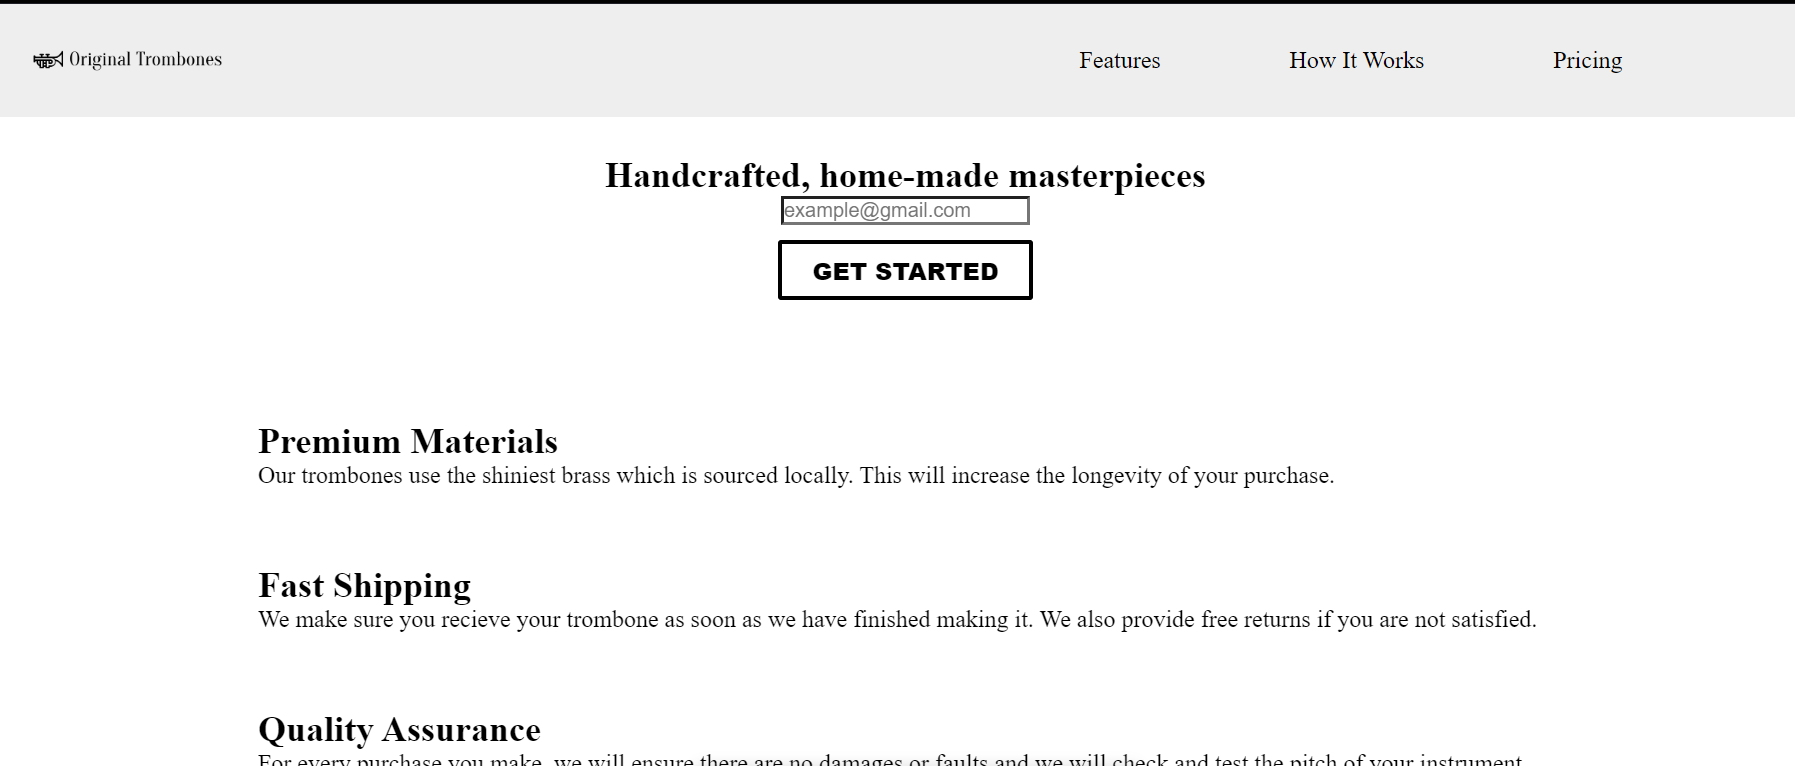 Original Trombones
Features
How It Works
Pricing
Handcrafted, home-made masterpieces
example@gmail.com
GET STARTED
Premium Materials
Our trombones use the shiniest brass which is sourced locally. This will increase the longevity of your purchase.
Fast Shipping
We make sure you recieve your trombone as soon as we have finished making it. We also provide free returns if you are not satisfied.
Quality Assurance
For every purchase you make, we will ensure there are no damages or faults and we will check and test the pitch of your instrument.